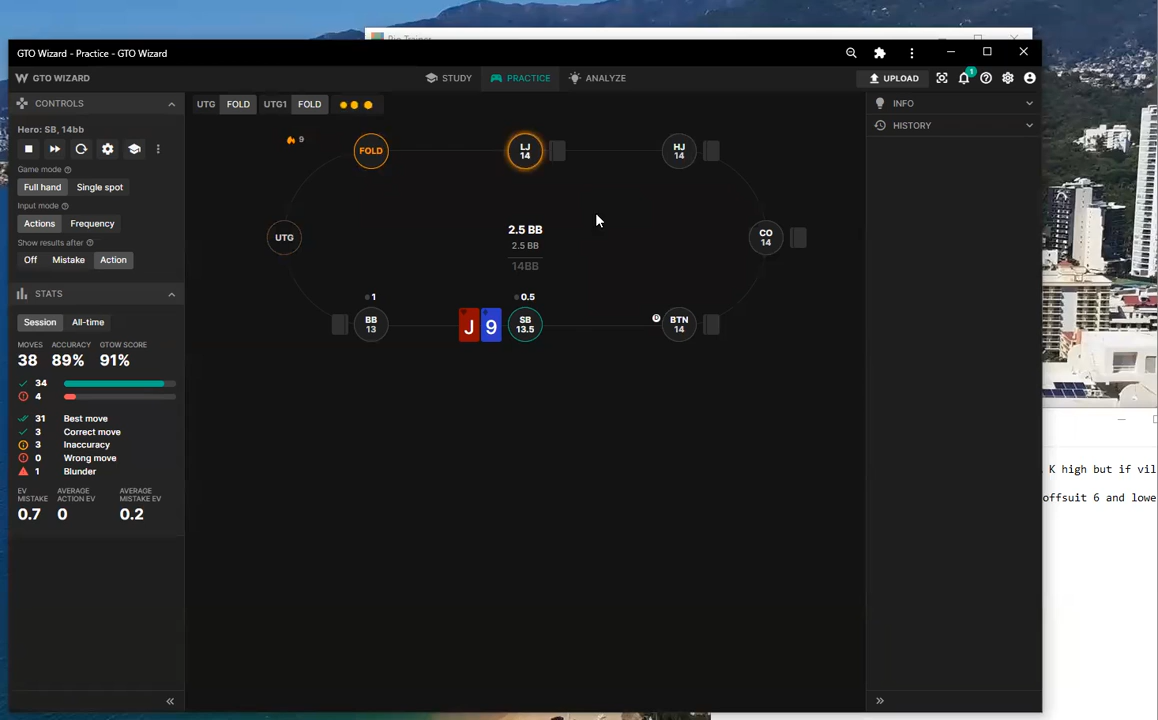 GTO Wizard - Practice - GTO Wizard
GTO WIZARD
STUDY
PRACTICE
ANALYZE
UPLOAD
1
CONTROLS
UTG FOLD UTG1 FOLD
INFO
HISTORY
Hero: SB, 14bb
Game mode
Full hand Single spot
Input mode
Actions Frequency
Show results after
Off Mistake Action
STATS
Session All-time
MOVES ACCURACY GTOW SCORE
38 89% 91%
34
4
31 Best move
3 Correct move
3 Inaccuracy
0 Wrong move
1 Blunder
EV MISTAKE AVERAGE ACTION EV AVERAGE MISTAKE EV
0.7 0 0.2
9
FOLD
LJ
14
HJ
14
UTG
2.5 BB
2.5 BB
14BB
CO
14
1
0.5
BB
13
J 9
SB
13.5
D
BTN
14
K high but if vil
offsuit 6 and lowe